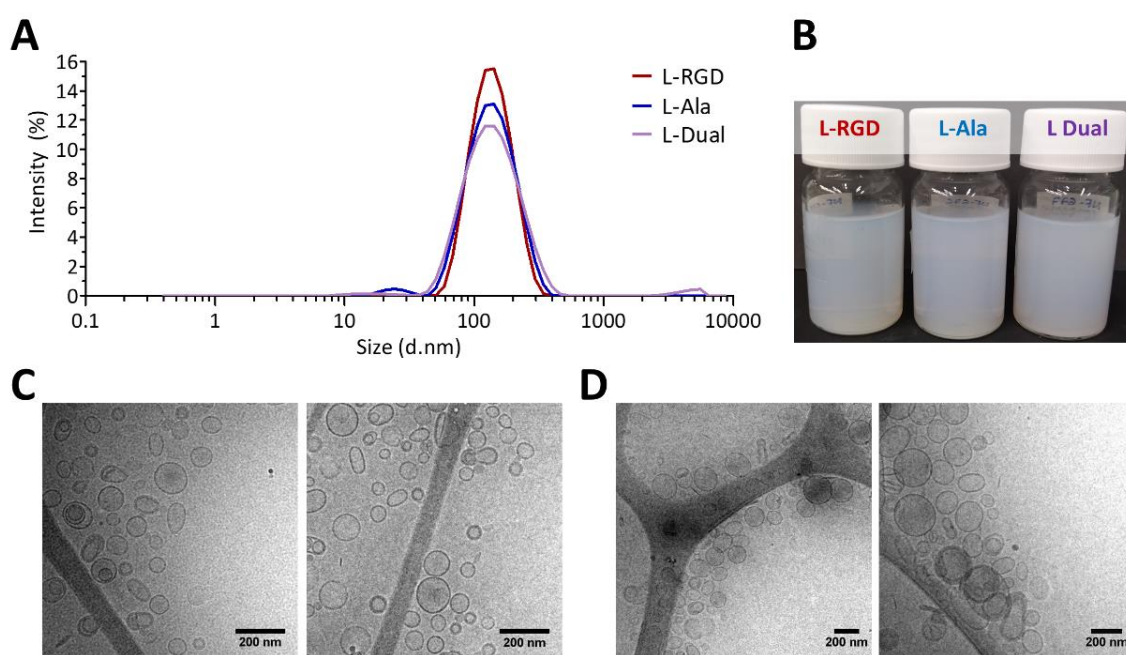 A
16
14
12
10
8
6
4
2
0
Intensity (%)
0.1 1 10 100 1000 10000
Size (d.nm)
L-RGD
L-Ala
L-Dual
B
L-RGD L-Ala L Dual
C
200 nm 200 nm
D
200 nm 200 nm